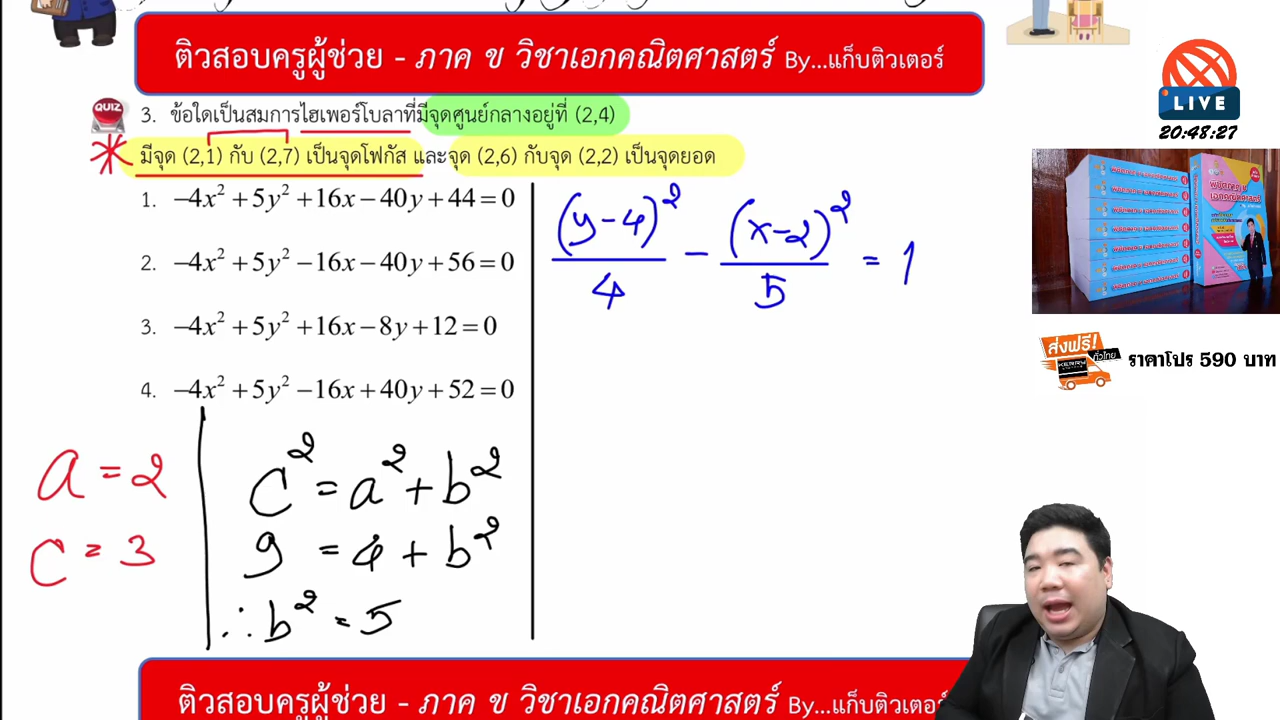 ติวสอบครูผู้ช่วย - ภาค ข วิชาเอกคณิตศาสตร์ By...แก๊บติวเตอร์
LIVE
20:48:27
QUIZ
3. ข้อใดเป็นสมการไฮเพอร์โบลาที่มีจุดศูนย์กลางอยู่ที่ (2,4)
มีจุด (2,1) กับ (2,7) เป็นจุดโฟกัส และจุด (2,6) กับจุด (2,2) เป็นจุดยอด
1. −4x² + 5y² + 16x − 40y + 44 = 0
2. −4x² + 5y² − 16x − 40y + 56 = 0
3. −4x² + 5y² + 16x − 8y + 12 = 0
4. −4x² + 5y² − 16x + 40y + 52 = 0
(y−4)²/4 − (x−2)²/5 = 1
a = 2
c = 3
c² = a² + b²
9 = 4 + b²
∴ b² = 5
ส่งฟรี!
ทั่วไทย
KERRY
ราคาโปร 590 บาท
ติวสอบครูผู้ช่วย - ภาค ข วิชาเอกคณิตศาสตร์ By...แก๊บติวเตอร์